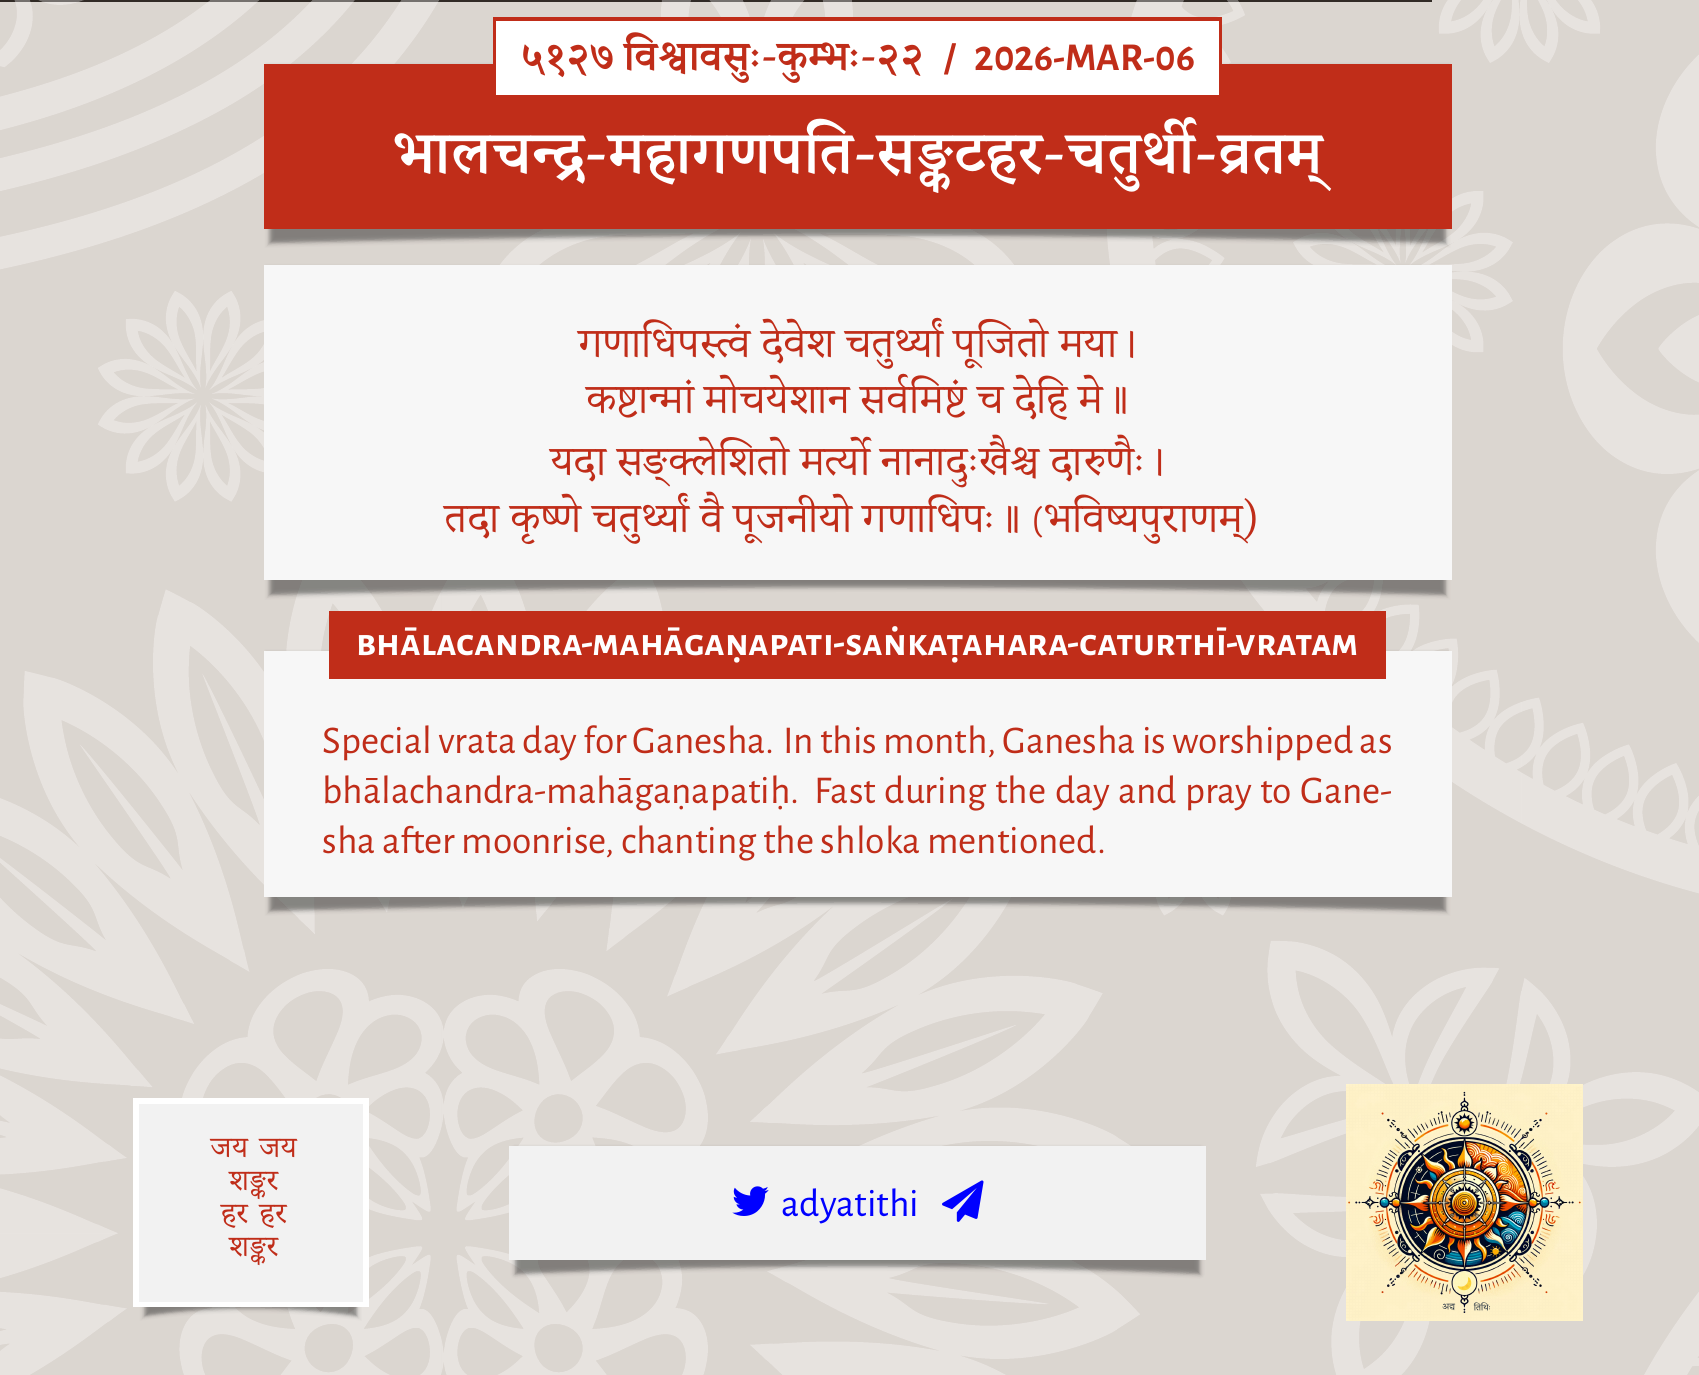 ५१२७ विश्वावसुः-कुम्भः-२२ / 2026-MAR-06
भालचन्द्र-महागणपति-सङ्कटहर-चतुर्थी-व्रतम्
गणाधिपस्त्वं देवेश चतुर्थ्यां पूजितो मया।
कष्टान्मां मोचयेशान सर्वमिष्टं च देहि मे॥
यदा सङ्क्लेशितो मर्त्यो नानादुःखैश्च दारुणैः।
तदा कृष्णे चतुर्थ्यां वै पूजनीयो गणाधिपः॥ (भविष्यपुराणम्)
BHĀLACANDRA-MAHĀGAṆAPATI-SAṄKAṬAHARA-CATURTHĪ-VRATAM
Special vrata day for Ganesha. In this month, Ganesha is worshipped as
bhālachandra-mahāgaṇapatiḥ. Fast during the day and pray to Gane-
sha after moonrise, chanting the shloka mentioned.
जय जय
शङ्कर
हर हर
शङ्कर
adyatithi
अद्य तिथिः